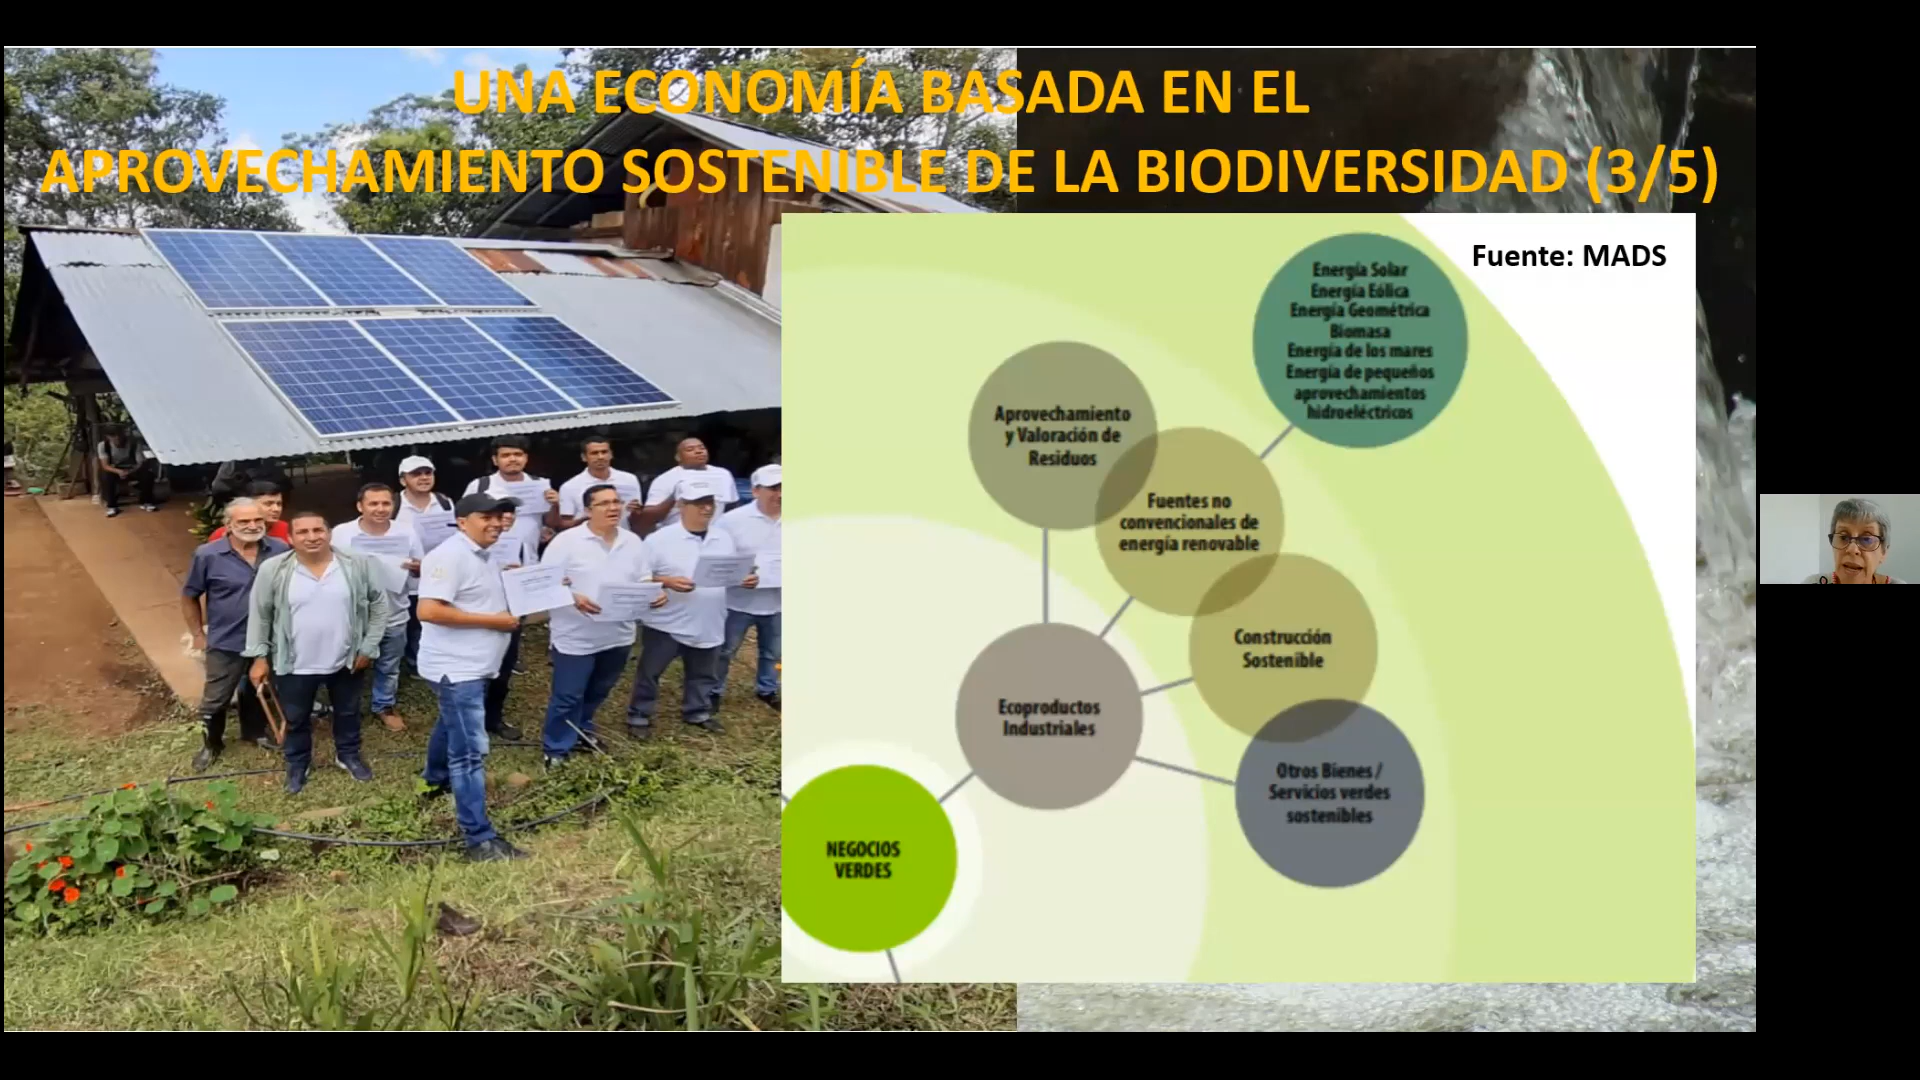 UNA ECONOMÍA BASADA EN EL
APROVECHAMIENTO SOSTENIBLE DE LA BIODIVERSIDAD (3/5)
Fuente: MADS
Energía Solar
Energía Eólica
Energía Geométrica
Biomasa
Energía de los mares
Energía de pequeños
aprovechamientos
hidroeléctricos
Aprovechamiento
y Valoración de
Residuos
Fuentes no
convencionales de
energía renovable
Construcción
Sostenible
Ecoproductos
Industriales
Otros Bienes /
Servicios verdes
sostenibles
NEGOCIOS
VERDES